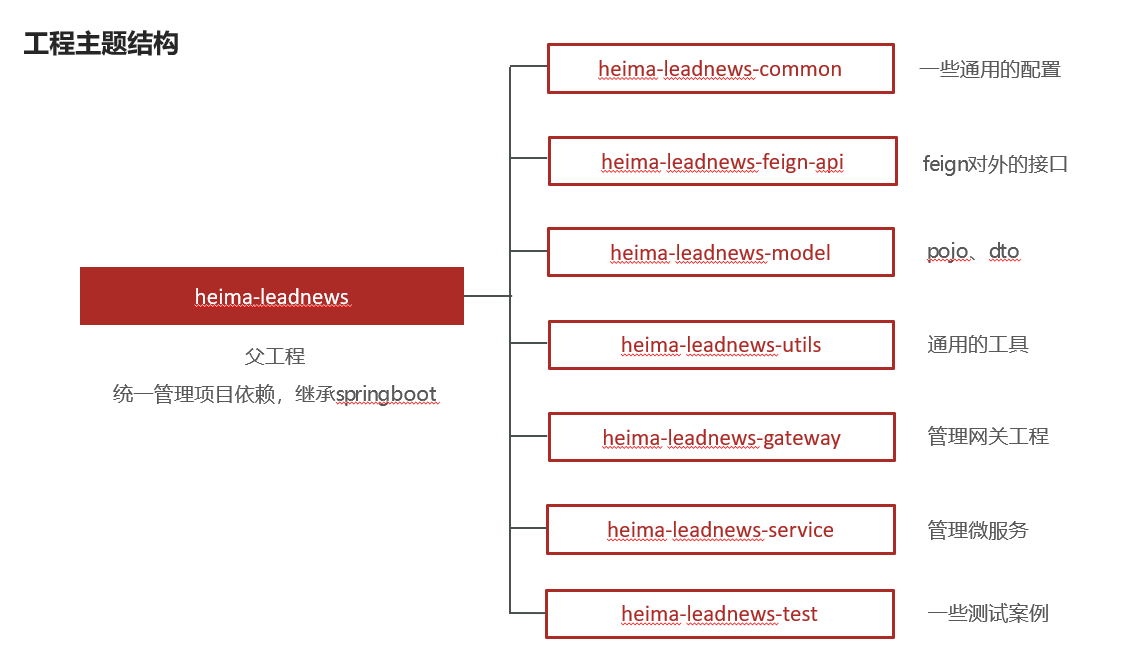 工程主题结构
heima-leadnews-common
一些通用的配置
heima-leadnews-feign-api
feign对外的接口
heima-leadnews-model
pojo、dto
heima-leadnews
父工程
统一管理项目依赖，继承springboot
heima-leadnews-utils
通用的工具
heima-leadnews-gateway
管理网关工程
heima-leadnews-service
管理微服务
heima-leadnews-test
一些测试案例